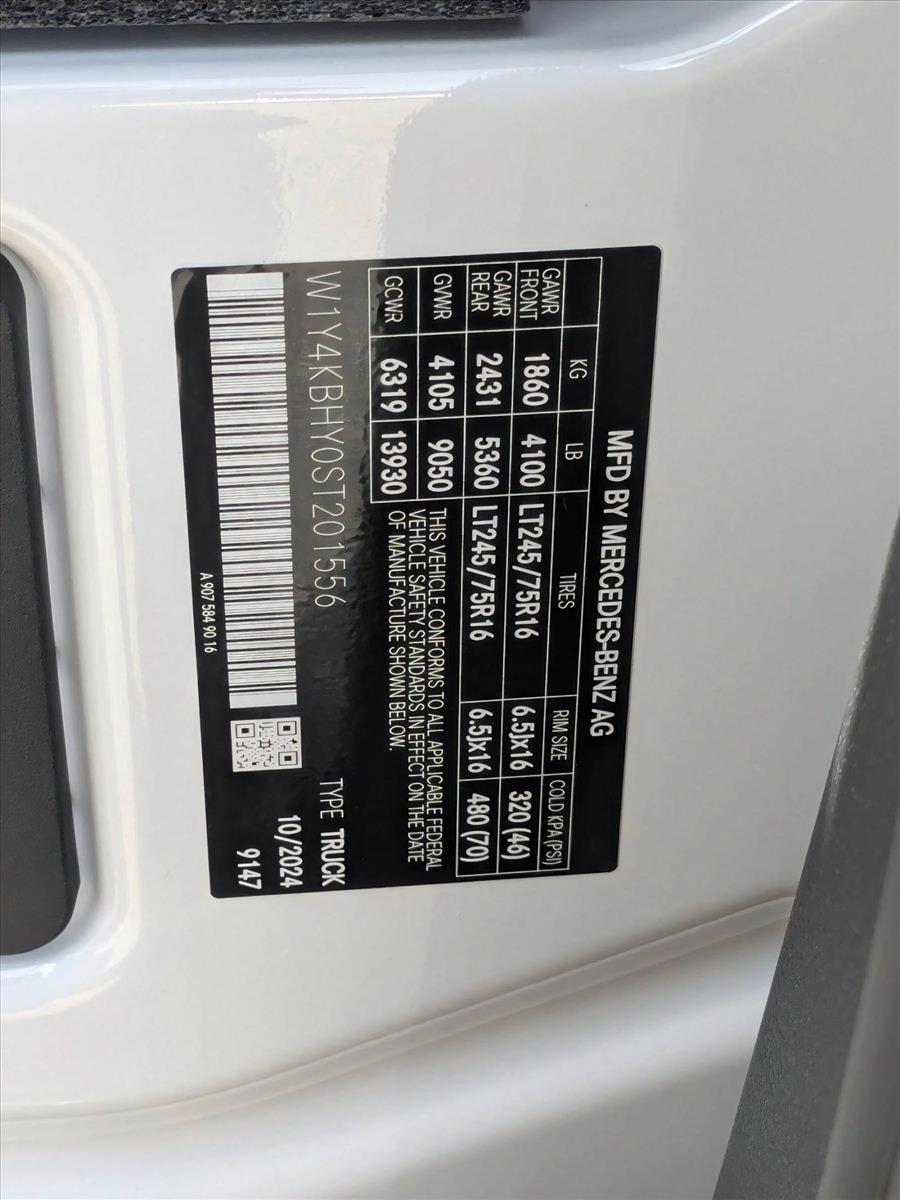 MFD BY MERCEDES-BENZ AG
KG LB TIRES RIM SIZE COLD KPA (PSI)
GAWR FRONT 1860 4100 LT245/75R16 6.5Jx16 320 (46)
GAWR REAR 2431 5360 LT245/75R16 6.5Jx16 480 (70)
GVWR 4105 9050
GCWR 6319 13930
THIS VEHICLE CONFORMS TO ALL APPLICABLE FEDERAL
VEHICLE SAFETY STANDARDS IN EFFECT ON THE DATE
OF MANUFACTURE SHOWN BELOW.
W1Y4KBHY0ST201556
TYPE TRUCK
10/2024
9147
A 907 584 90 16